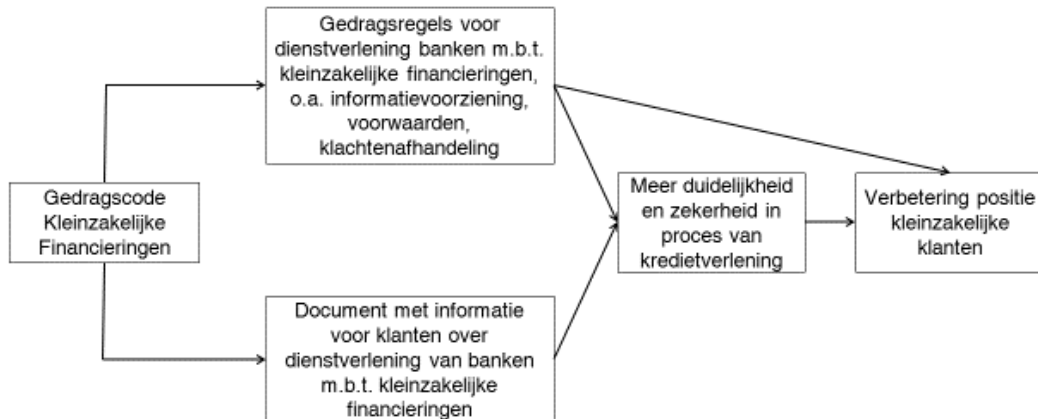 Gedragsregels voor
dienstverlening banken m.b.t.
kleinzakelijke financieringen,
o.a. informatievoorziening,
voorwaarden,
klachtenafhandeling
Gedragscode
Kleinzakelijke
Financieringen
Meer duidelijkheid
en zekerheid in
proces van
kredietverlening
Verbetering positie
kleinzakelijke
klanten
Document met informatie
voor klanten over
dienstverlening van banken
m.b.t. kleinzakelijke
financieringen